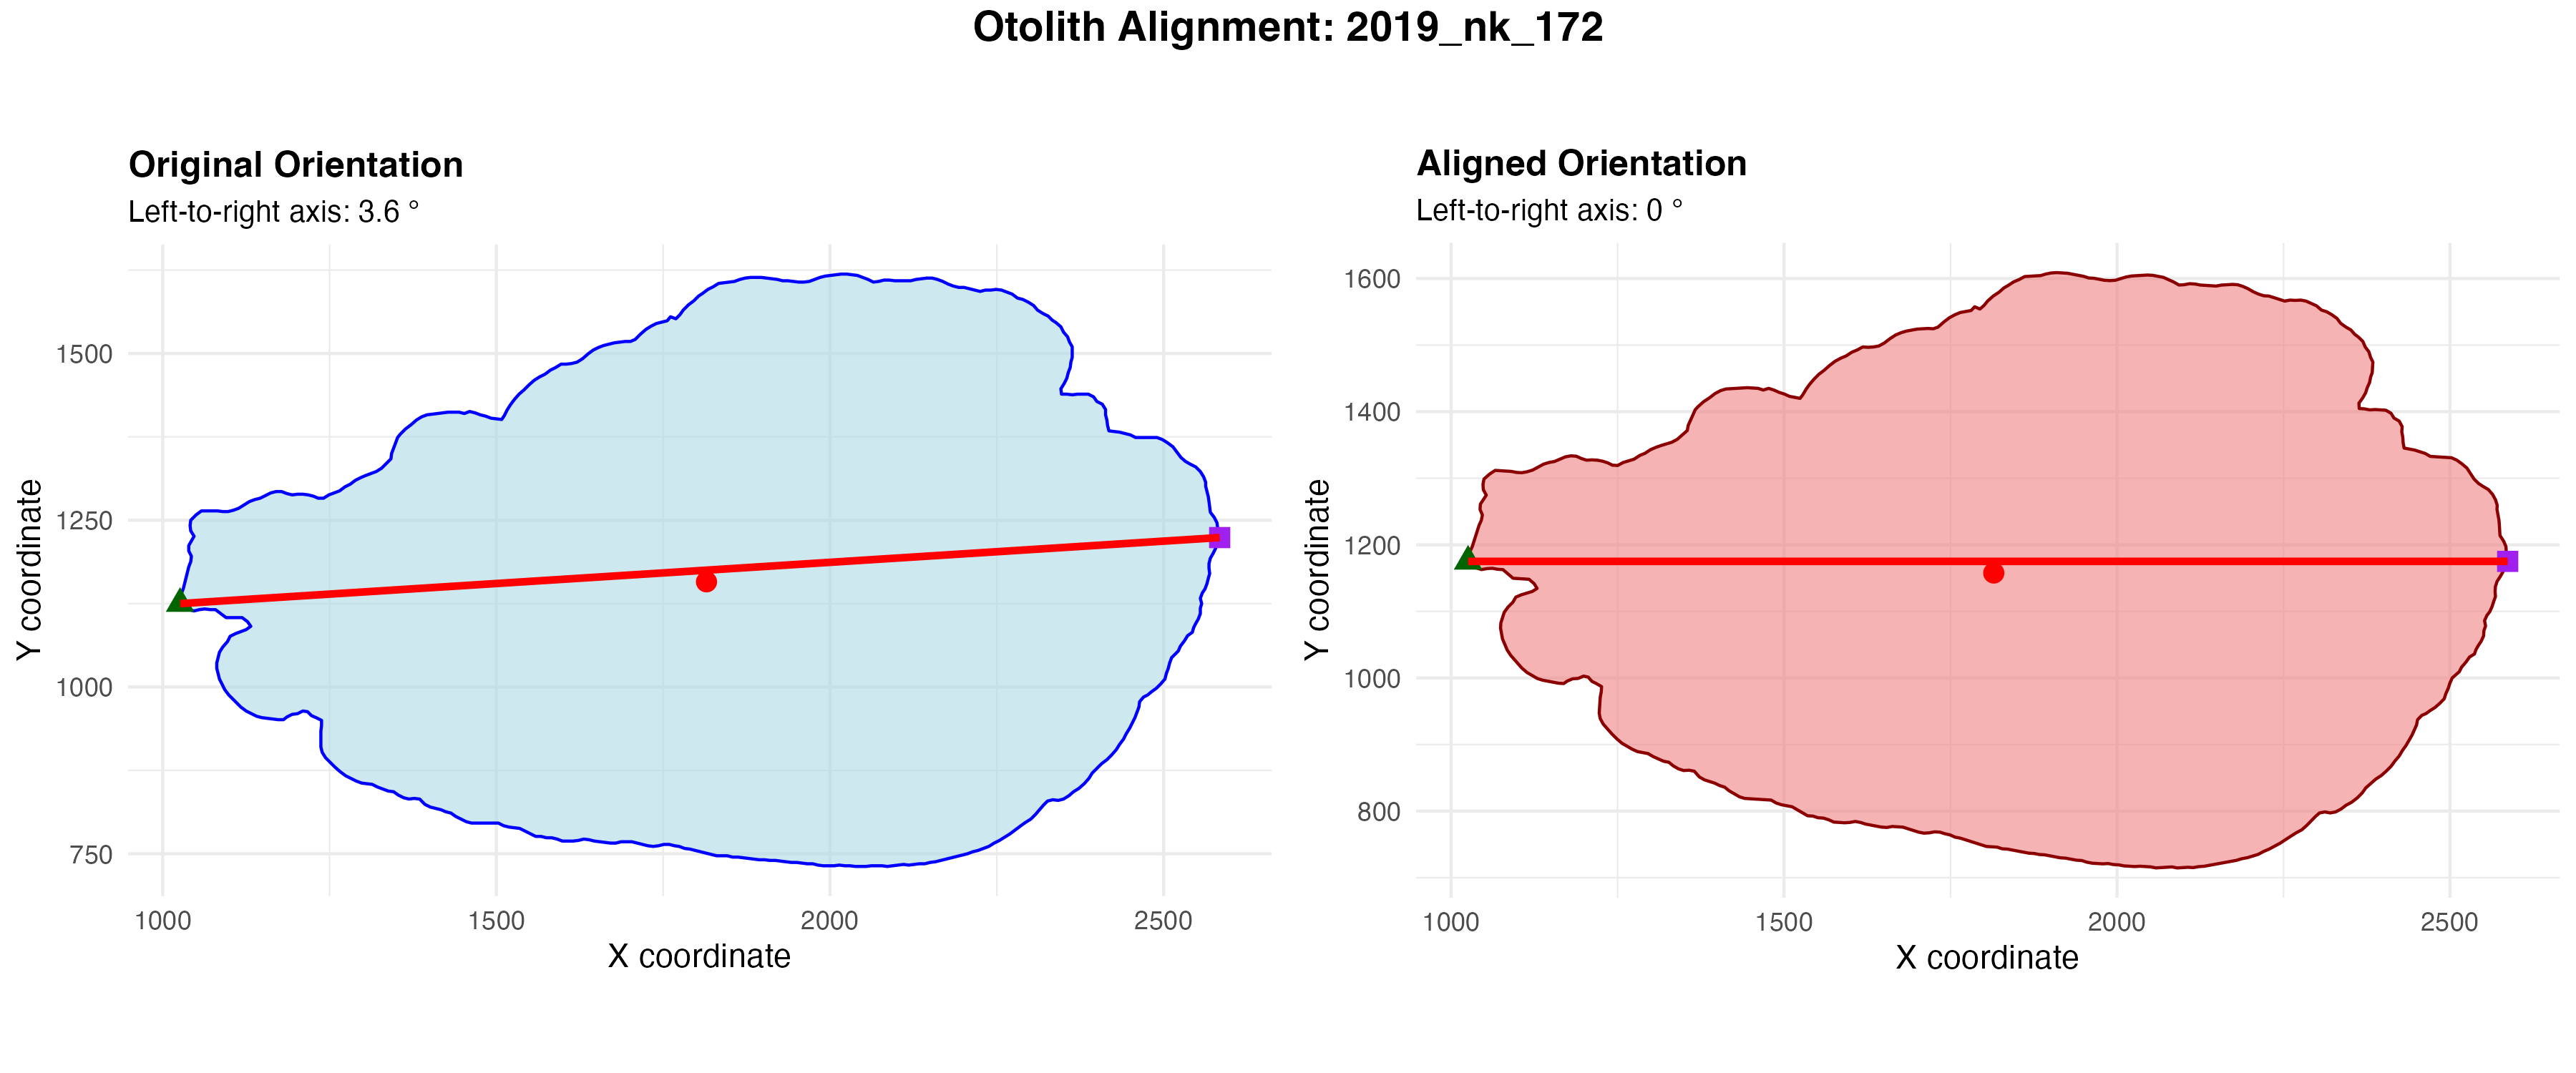 Otolith Alignment: 2019_nk_172
Original Orientation
Left-to-right axis: 3.6 °
1500
1250
1000
750
Y coordinate
1000 1500 2000 2500
X coordinate
Aligned Orientation
Left-to-right axis: 0 °
1600
1400
1200
1000
800
Y coordinate
1000 1500 2000 2500
X coordinate